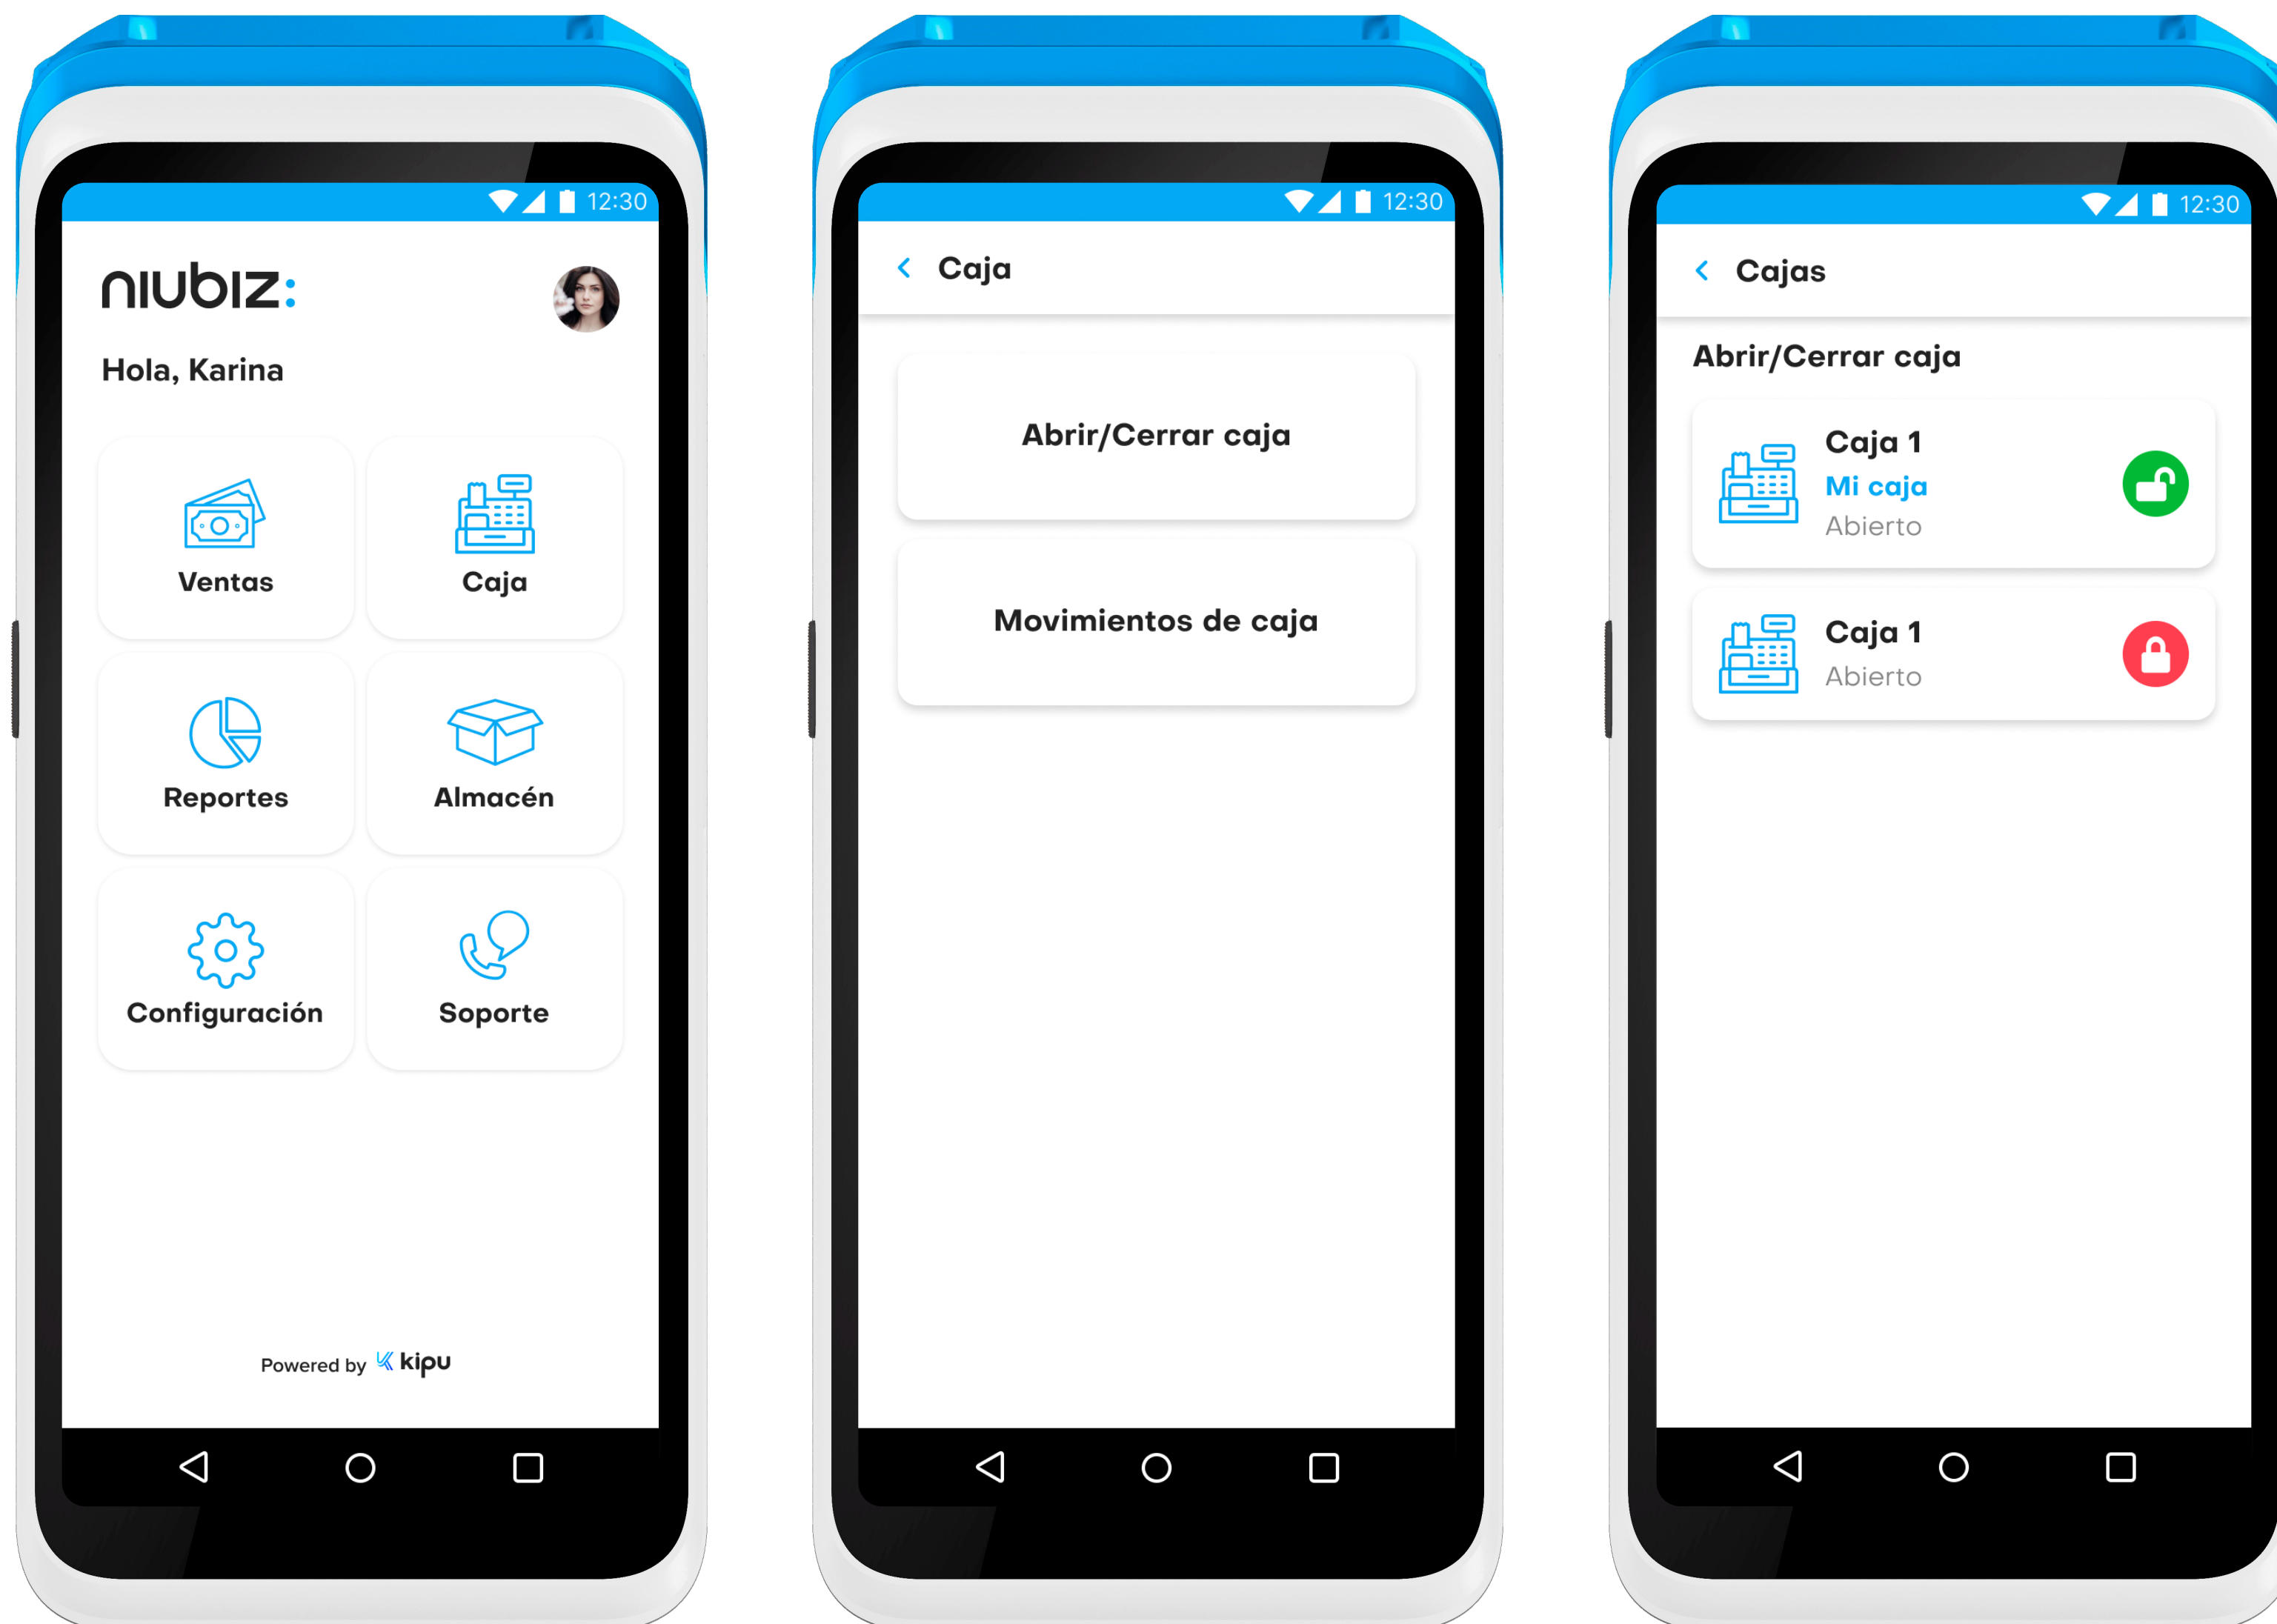 12:30
niubiz:
Hola, Karina
Ventas
Caja
Reportes
Almacén
Configuración
Soporte
Powered by kipu
12:30
Caja
Abrir/Cerrar caja
Movimientos de caja
12:30
Cajas
Abrir/Cerrar caja
Caja 1
Mi caja
Abierto
Caja 1
Abierto